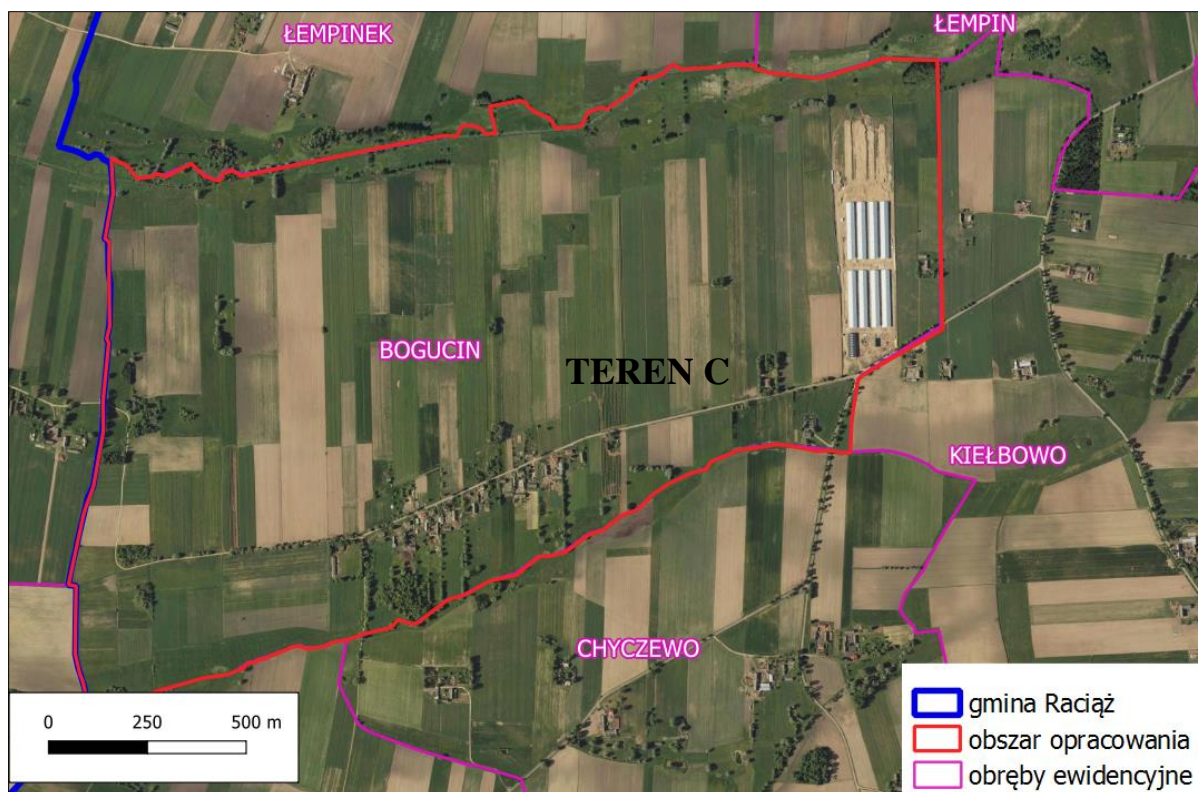 ŁEMPINEK
ŁEMPIN
BOGUCIN
TEREN C
KIEŁBOWO
CHYCZEWO
0 250 500 m
gmina Raciąż
obszar opracowania
obręby ewidencyjne